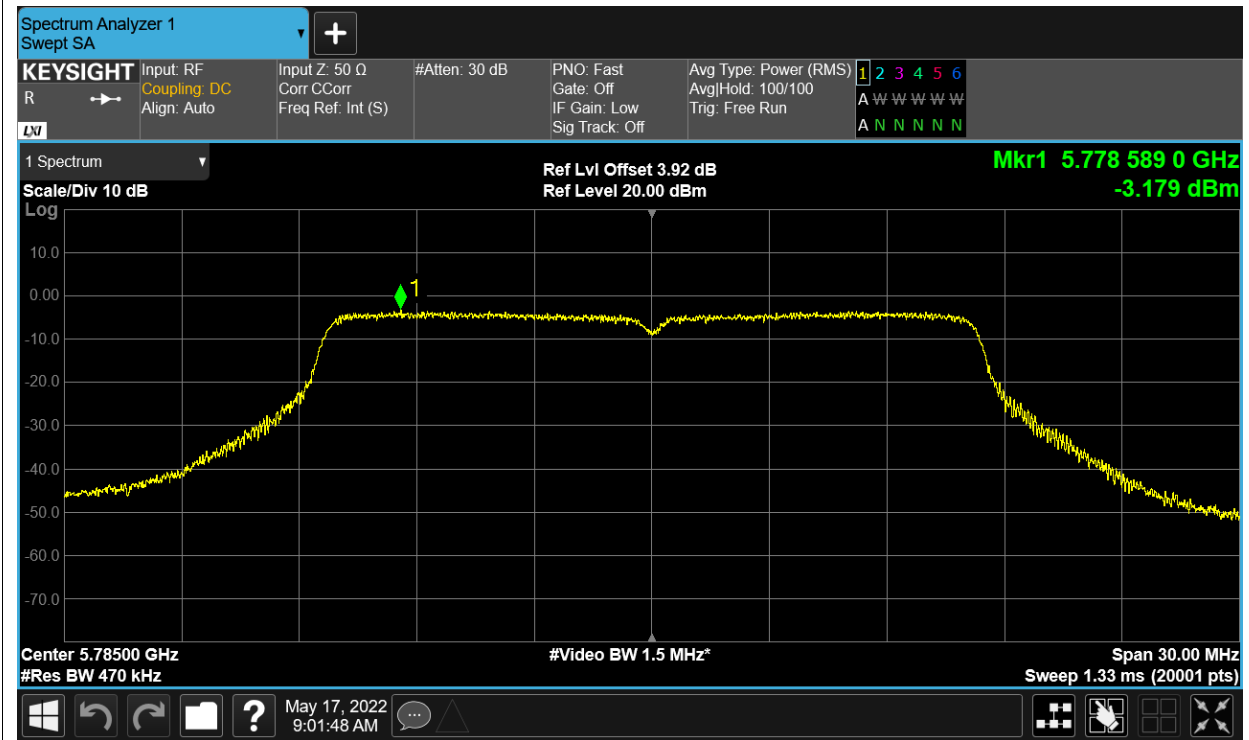 Spectrum Analyzer 1
Swept SA
KEYSIGHT
R
LXI
Input: RF
Coupling: DC
Align: Auto
Input Z: 50 Ω
Corr CCorr
Freq Ref: Int (S)
#Atten: 30 dB
PNO: Fast
Gate: Off
IF Gain: Low
Sig Track: Off
Avg Type: Power (RMS)
Avg|Hold: 100/100
Trig: Free Run
1 2 3 4 5 6
A W W W W W
A N N N N N
1 Spectrum
Scale/Div 10 dB
Log
Ref Lvl Offset 3.92 dB
Ref Level 20.00 dBm
Mkr1 5.778 589 0 GHz
-3.179 dBm
10.0
0.00
-10.0
-20.0
-30.0
-40.0
-50.0
-60.0
-70.0
1
Center 5.78500 GHz
#Res BW 470 kHz
#Video BW 1.5 MHz*
Span 30.00 MHz
Sweep 1.33 ms (20001 pts)
?
May 17, 2022
9:01:48 AM